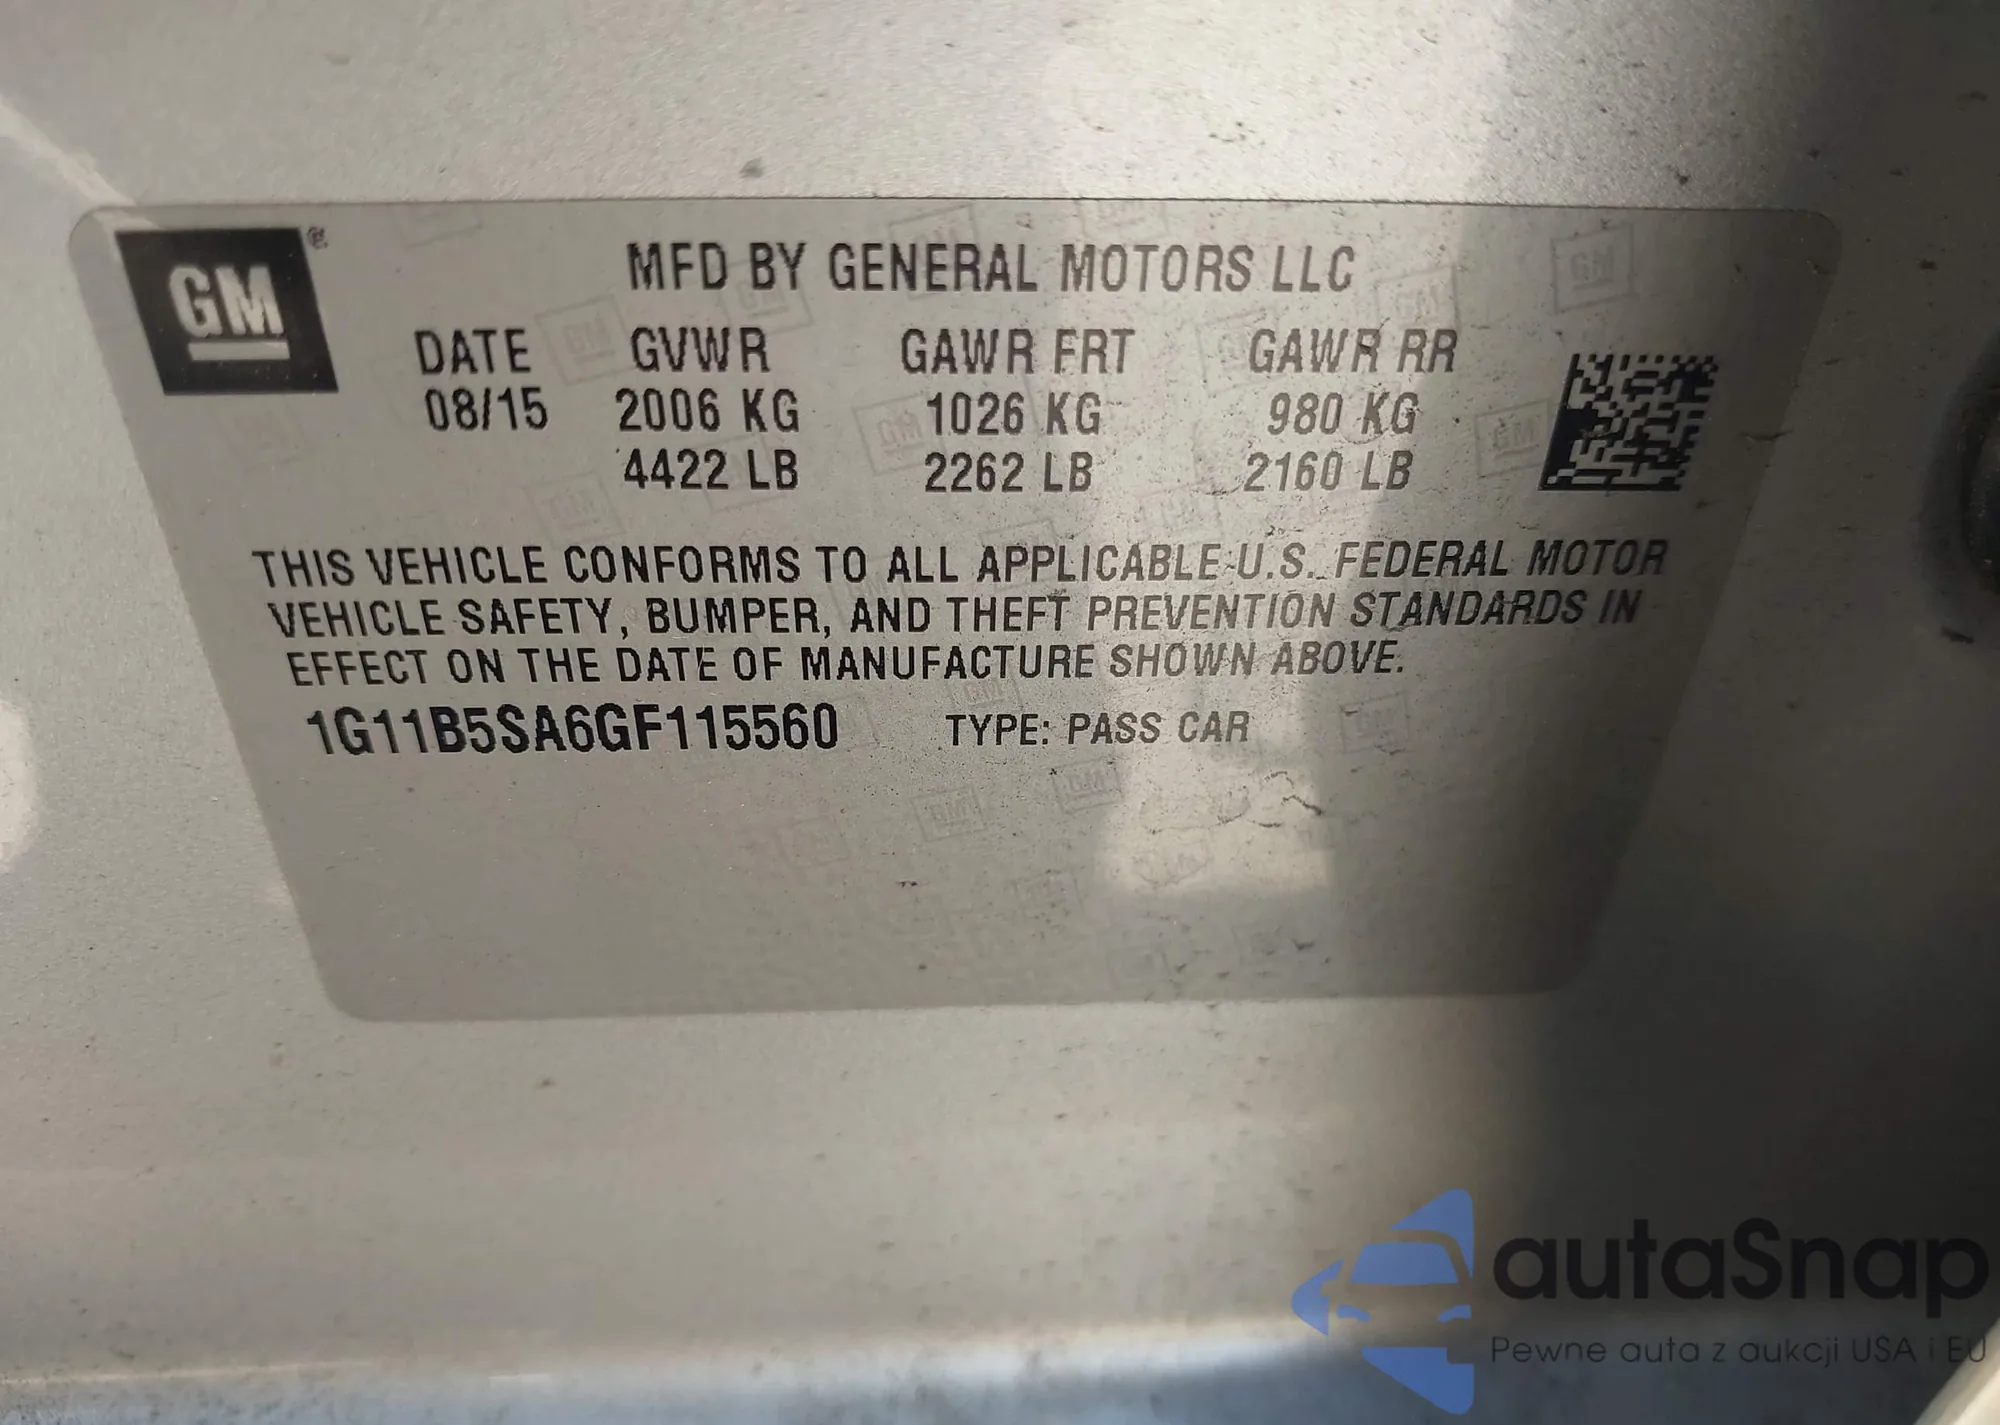 GM®
MFD BY GENERAL MOTORS LLC
DATE GVWR GAWR FRT GAWR RR
08/15 2006 KG 1026 KG 980 KG
4422 LB 2262 LB 2160 LB
THIS VEHICLE CONFORMS TO ALL APPLICABLE U.S. FEDERAL MOTOR
VEHICLE SAFETY, BUMPER, AND THEFT PREVENTION STANDARDS IN
EFFECT ON THE DATE OF MANUFACTURE SHOWN ABOVE.
1G11B5SA6GF115560 TYPE: PASS CAR
autaSnap
Pewne auta z aukcji USA i EU